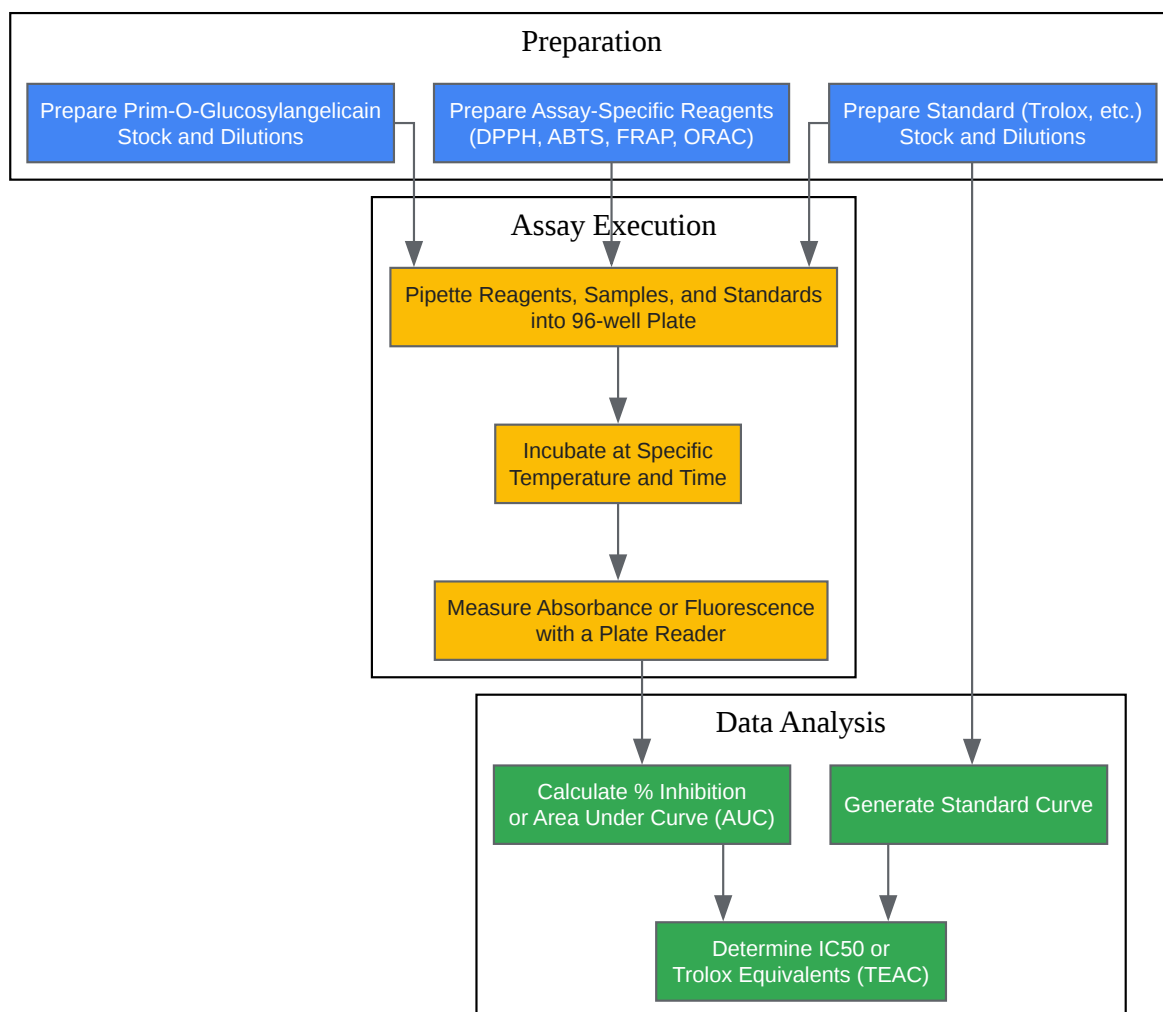 Preparation
Prepare Prim-O-Glucosylangelicain
Stock and Dilutions
Prepare Assay-Specific Reagents
(DPPH, ABTS, FRAP, ORAC)
Prepare Standard (Trolox, etc.)
Stock and Dilutions
Assay Execution
Pipette Reagents, Samples, and Standards
into 96-well Plate
Incubate at Specific
Temperature and Time
Measure Absorbance or Fluorescence
with a Plate Reader
Data Analysis
Calculate % Inhibition
or Area Under Curve (AUC)
Generate Standard Curve
Determine IC50 or
Trolox Equivalents (TEAC)